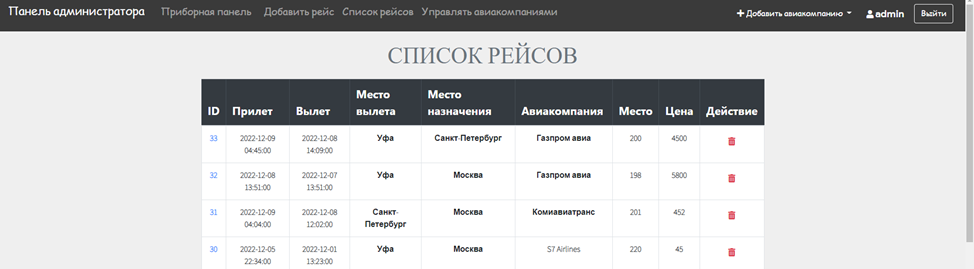 Панель администратора Приборная панель Добавить рейс Список рейсов Управлять авиакомпаниями Добавить авиакомпанию admin Выйти
СПИСОК РЕЙСОВ
ID Прилет Вылет Место вылета Место назначения Авиакомпания Место Цена Действие
33 2022-12-09 04:45:00 2022-12-08 14:09:00 Уфа Санкт-Петербург Газпром авиа 200 4500
32 2022-12-08 13:51:00 2022-12-07 13:51:00 Уфа Москва Газпром авиа 198 5800
31 2022-12-09 04:04:00 2022-12-08 12:02:00 Санкт-Петербург Москва Комиавиатранс 201 452
30 2022-12-05 22:34:00 2022-12-01 13:23:00 Уфа Москва S7 Airlines 220 45